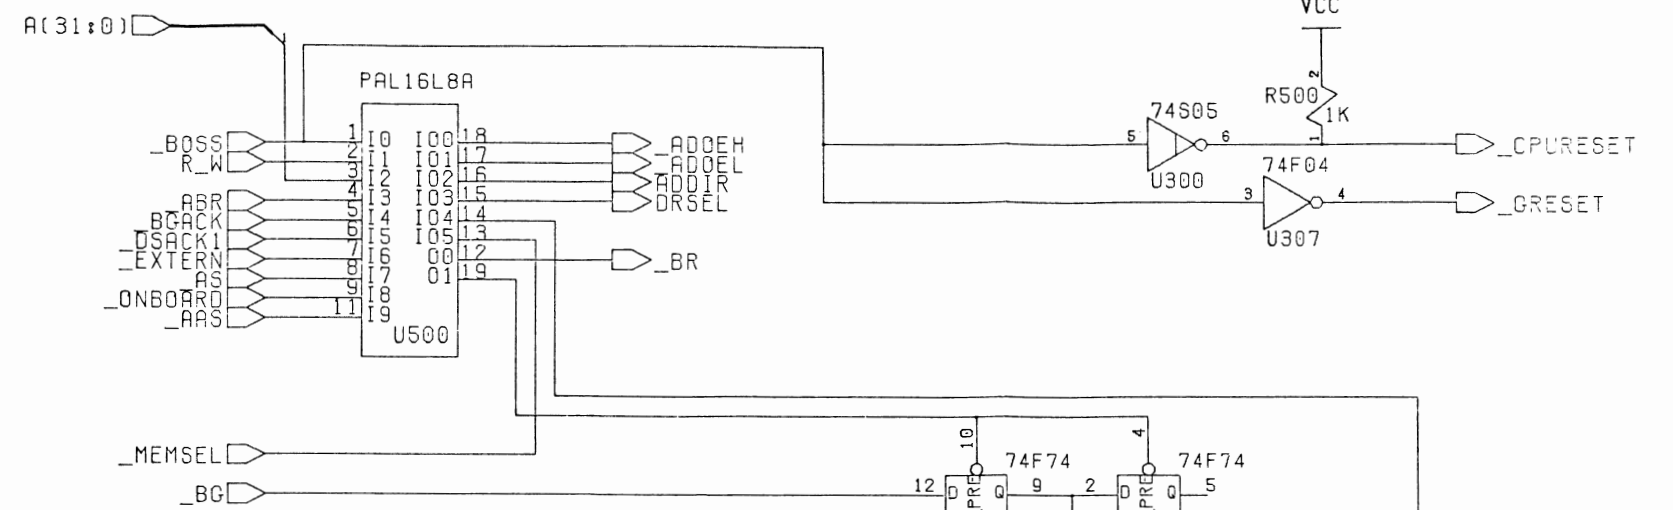 A(31:0)
VCC
PAL16L8A
2
R500
1K
1
74S05
5
6
_CPURESET
U300
74F04
3
4
_GRESET
U307
_BOSS 1 I0 IO0 18 _ADOEH
R_W 2 I1 IO1 17 _ADOEL
3 I2 IO2 16 ADDIR
ABR 4 I3 IO3 15 DRSEL
_BGACK 5 I4 IO4 14
_DSACK1 6 I5 IO5 13
_EXTERN 7 I6 O0 12 _BR
_AS 8 I7 O1 19
_ONBOARD 9 I8
_AAS 11 I9
U500
_MEMSEL
10
4
74F74
74F74
_BG
12 D PRE Q 9
2 D PRE Q 5